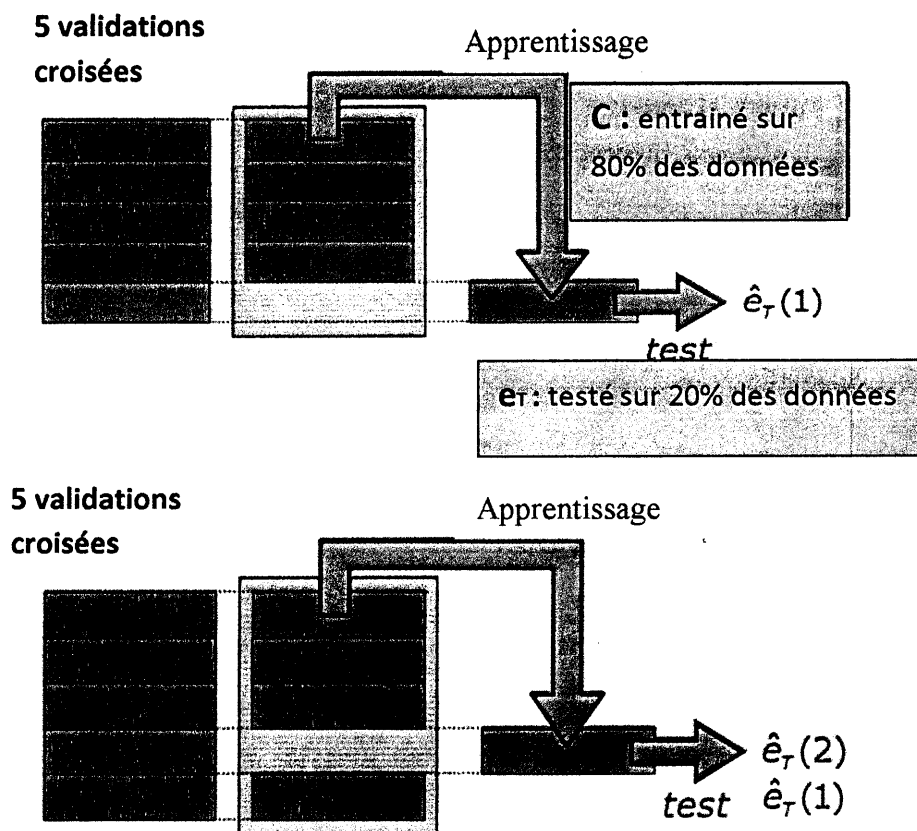 5 validations
croisées
Apprentissage
C : entrainé sur
80% des données
ê_T(1)
test
e_T : testé sur 20% des données
5 validations
croisées
Apprentissage
ê_T(2)
test ê_T(1)